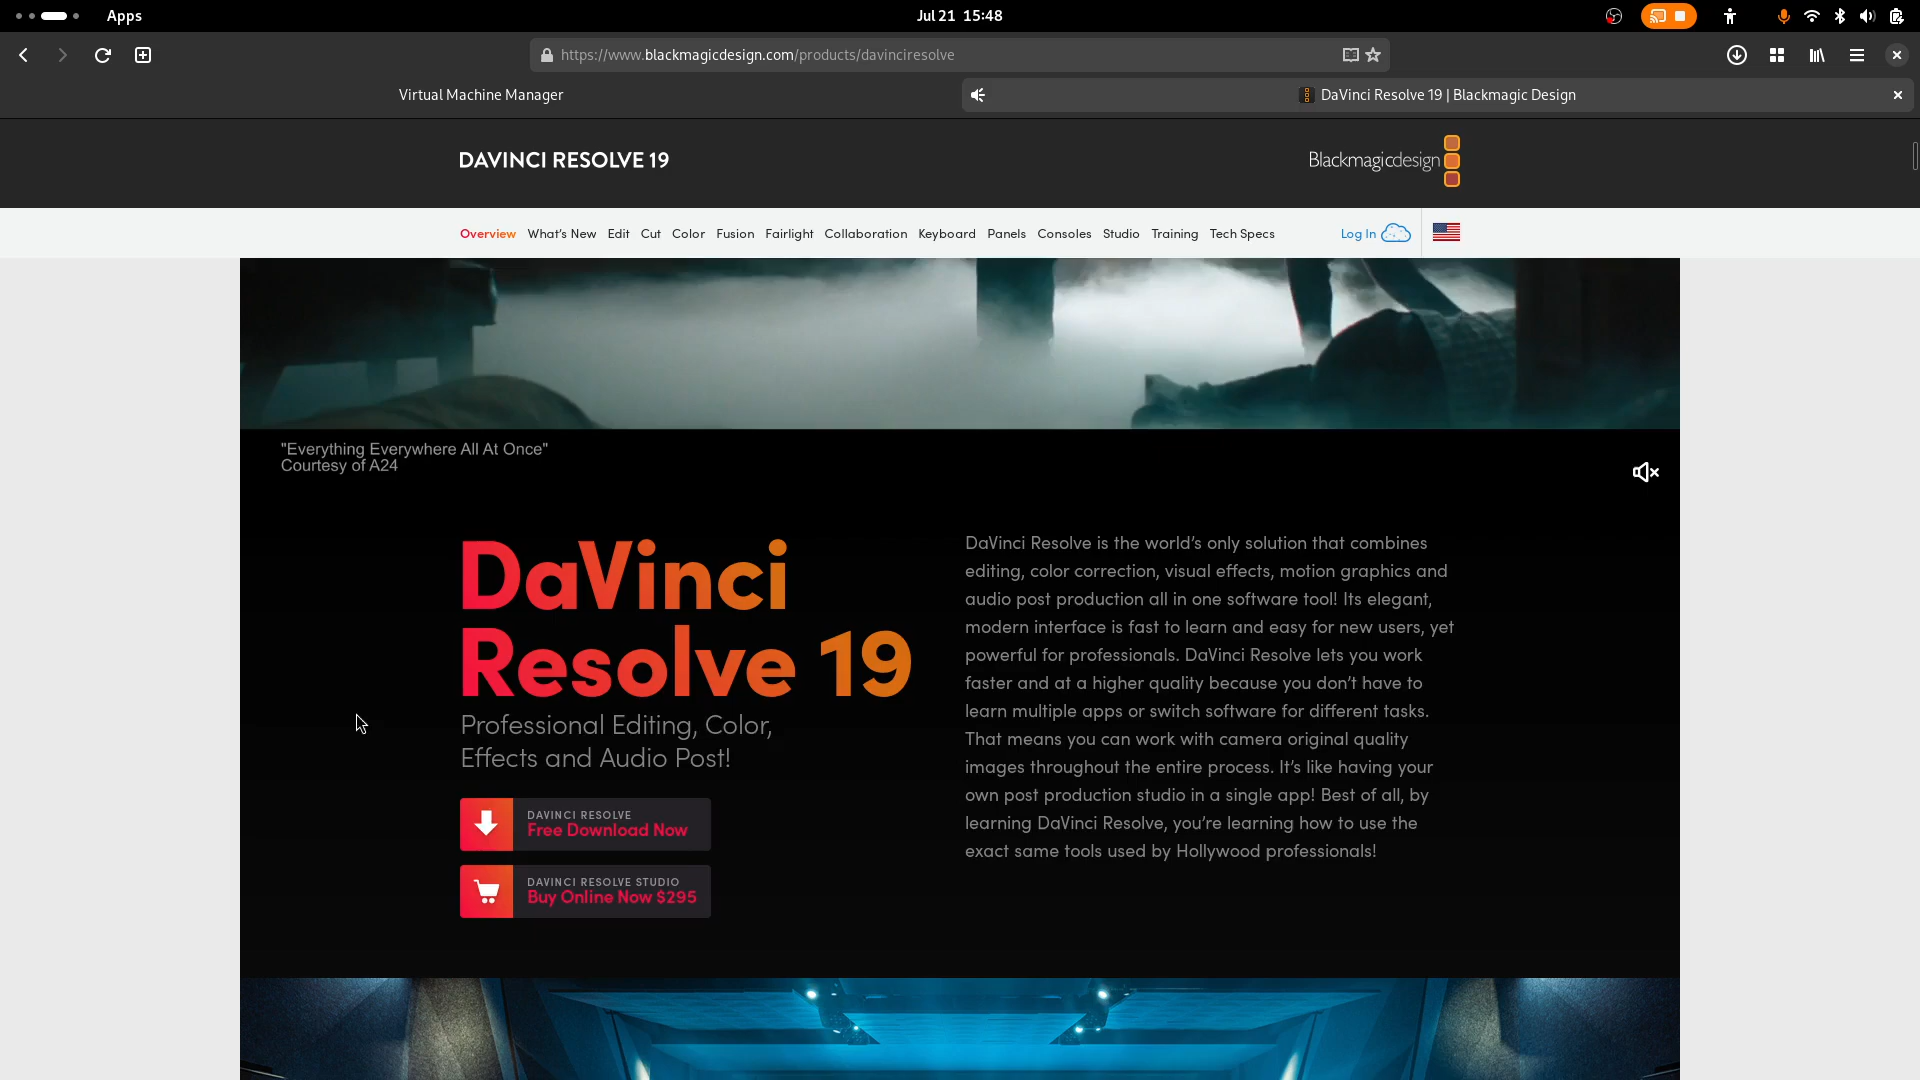 Apps
Jul 21 15:48
https://www.blackmagicdesign.com/products/davinciresolve
Virtual Machine Manager
DaVinci Resolve 19 | Blackmagic Design
DAVINCI RESOLVE 19
Blackmagicdesign
Overview What's New Edit Cut Color Fusion Fairlight Collaboration Keyboard Panels Consoles Studio Training Tech Specs Log In
"Everything Everywhere All At Once"
Courtesy of A24
DaVinci
Resolve 19
Professional Editing, Color,
Effects and Audio Post!
DAVINCI RESOLVE
Free Download Now
DAVINCI RESOLVE STUDIO
Buy Online Now $295
DaVinci Resolve is the world’s only solution that combines
editing, color correction, visual effects, motion graphics and
audio post production all in one software tool! Its elegant,
modern interface is fast to learn and easy for new users, yet
powerful for professionals. DaVinci Resolve lets you work
faster and at a higher quality because you don’t have to
learn multiple apps or switch software for different tasks.
That means you can work with camera original quality
images throughout the entire process. It’s like having your
own post production studio in a single app! Best of all, by
learning DaVinci Resolve, you’re learning how to use the
exact same tools used by Hollywood professionals!